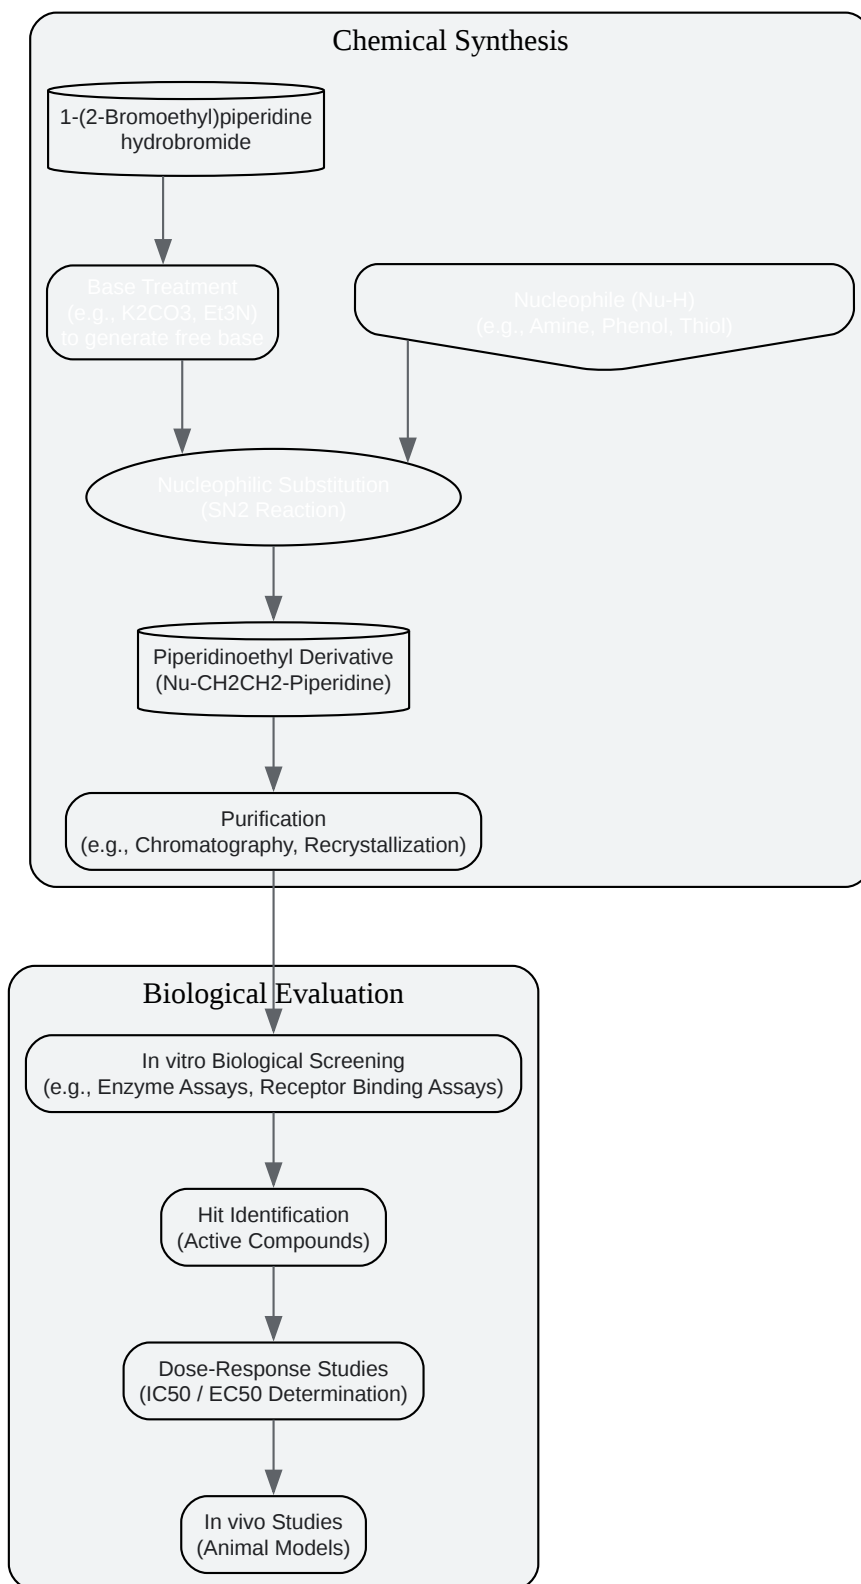 Chemical Synthesis
1-(2-Bromoethyl)piperidine
hydrobromide
Base Treatment
(e.g., K2CO3, Et3N)
to generate free base
Nucleophile (Nu-H)
(e.g., Amine, Phenol, Thiol)
Nucleophilic Substitution
(SN2 Reaction)
Piperidinoethyl Derivative
(Nu-CH2CH2-Piperidine)
Purification
(e.g., Chromatography, Recrystallization)
Biological Evaluation
In vitro Biological Screening
(e.g., Enzyme Assays, Receptor Binding Assays)
Hit Identification
(Active Compounds)
Dose-Response Studies
(IC50 / EC50 Determination)
In vivo Studies
(Animal Models)